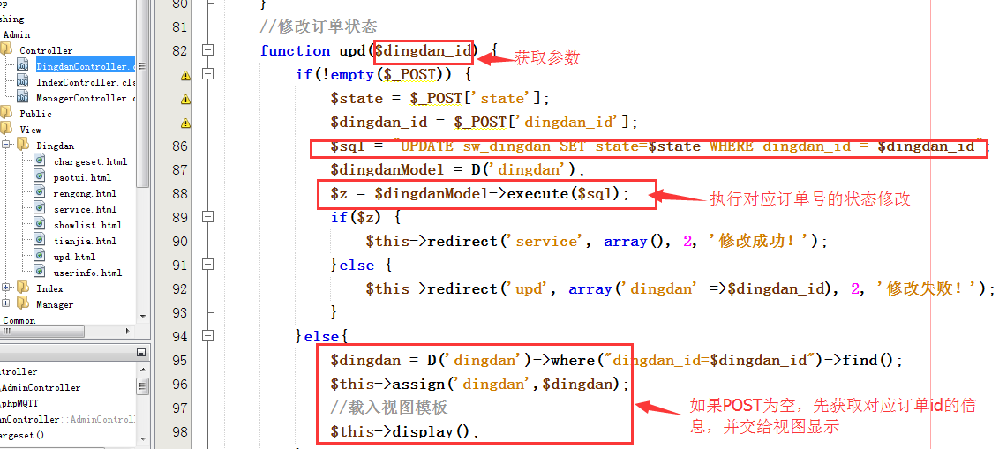 op
80 }
shing
81 //修改订单状态
Admin
Controller
82 function upd($dingdan_id) {
获取参数
DingdanController.c
if(!empty($_POST)) {
IndexController.cls
$state = $_POST['state'];
ManagerController.c
Public
$dingdan_id = $_POST['dingdan_id'];
View
Dingdan
86 $sql = "UPDATE sw_dingdan SET state=$state WHERE dingdan_id = $dingdan_id";
chargeset.html
87 $dingdanModel = D('dingdan');
paotui.html
rengong.html
88 $z = $dingdanModel->execute($sql);
执行对应订单号的状态修改
service.html
89 if($z) {
showlist.html
tianjia.html
90 $this->redirect('service', array(), 2, '修改成功!');
upd.html
91 }else {
userinfo.html
Index
92 $this->redirect('upd', array('dingdan' =>$dingdan_id), 2, '修改失败!');
Manager
93 }
Common
94 }else{
95 $dingdan = D('dingdan')->where("dingdan_id=$dingdan_id")->find();
ntroller
96 $this->assign('dingdan',$dingdan);
\AdminController
\phpMQTT
97 //载入视图模板
如果POST为空，先获取对应订单id的信
息，并交给视图显示
anController::AdminControl
98 $this->display();
argeset()